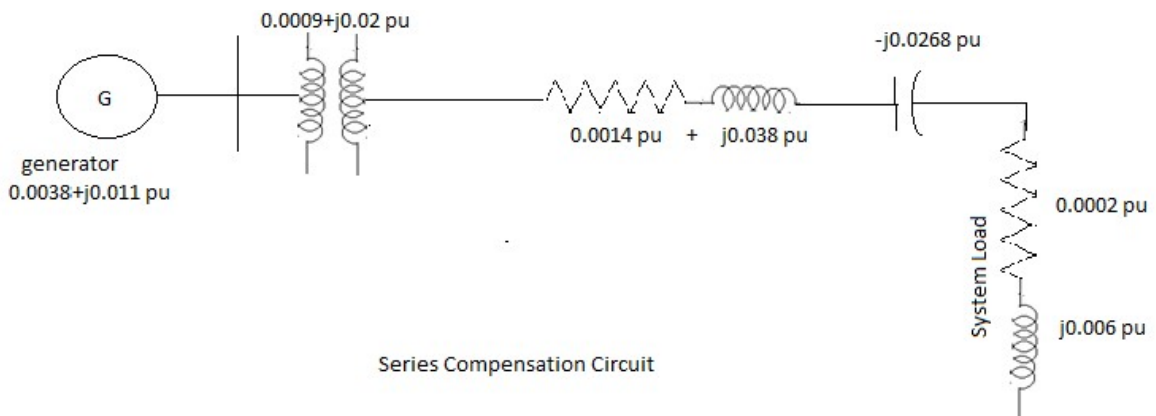 0.0009+j0.02 pu
-j0.0268 pu
G
0.0014 pu + j0.038 pu
generator
0.0038+j0.011 pu
0.0002 pu
System Load
j0.006 pu
Series Compensation Circuit